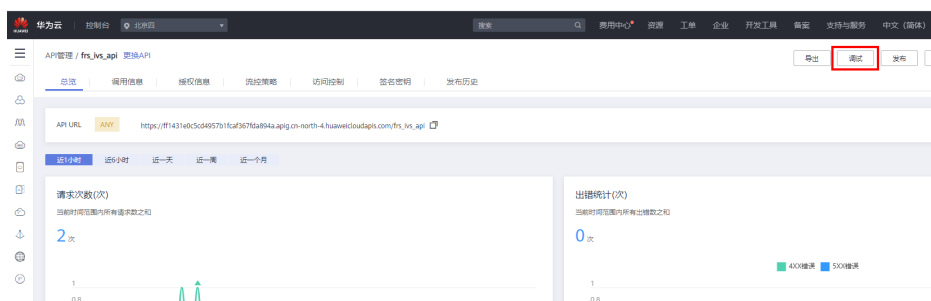 HUAWEI 华为云 控制台 北京四 搜索 费用中心 资源 工单 企业 开发工具 备案 支持与服务 中文 (简体)
API管理 / frs_ivs_api 更换API 导出 调试 发布
总览 调用信息 授权信息 流控策略 访问控制 签名密钥 发布历史
API URL ANY https://ff1431e0c5cd4957b1fcaf367fda894a.apig.cn-north-4.huaweicloudapis.com/frs_ivs_api
近1小时 近6小时 近一天 近一周 近一个月
请求次数(次) 出错统计(次)
当前时间范围内所有请求数之和 当前时间范围内所有出错数之和
2 次 0 次
4XX错误 5XX错误
1 1
0.8 0.8